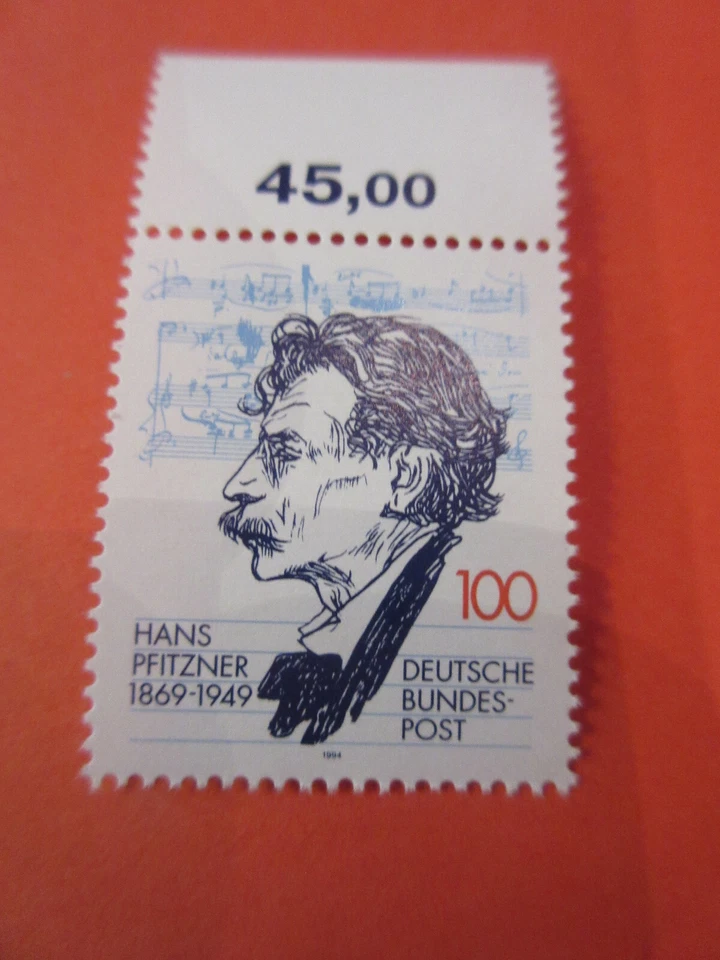 45,00
100
HANS
PFITZNER
1869-1949
DEUTSCHE
BUNDES-
POST
1994